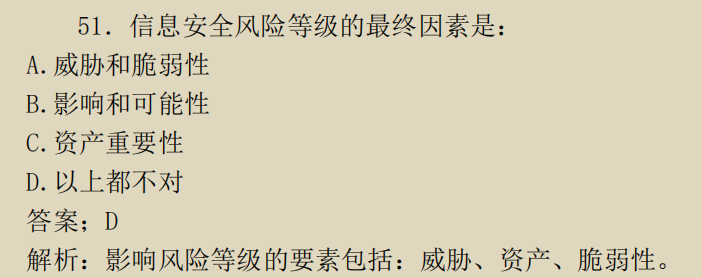 51. 信息安全风险等级的最终因素是：
A.威胁和脆弱性
B.影响和可能性
C.资产重要性
D.以上都不对
答案；D
解析：影响风险等级的要素包括：威胁、资产、脆弱性。